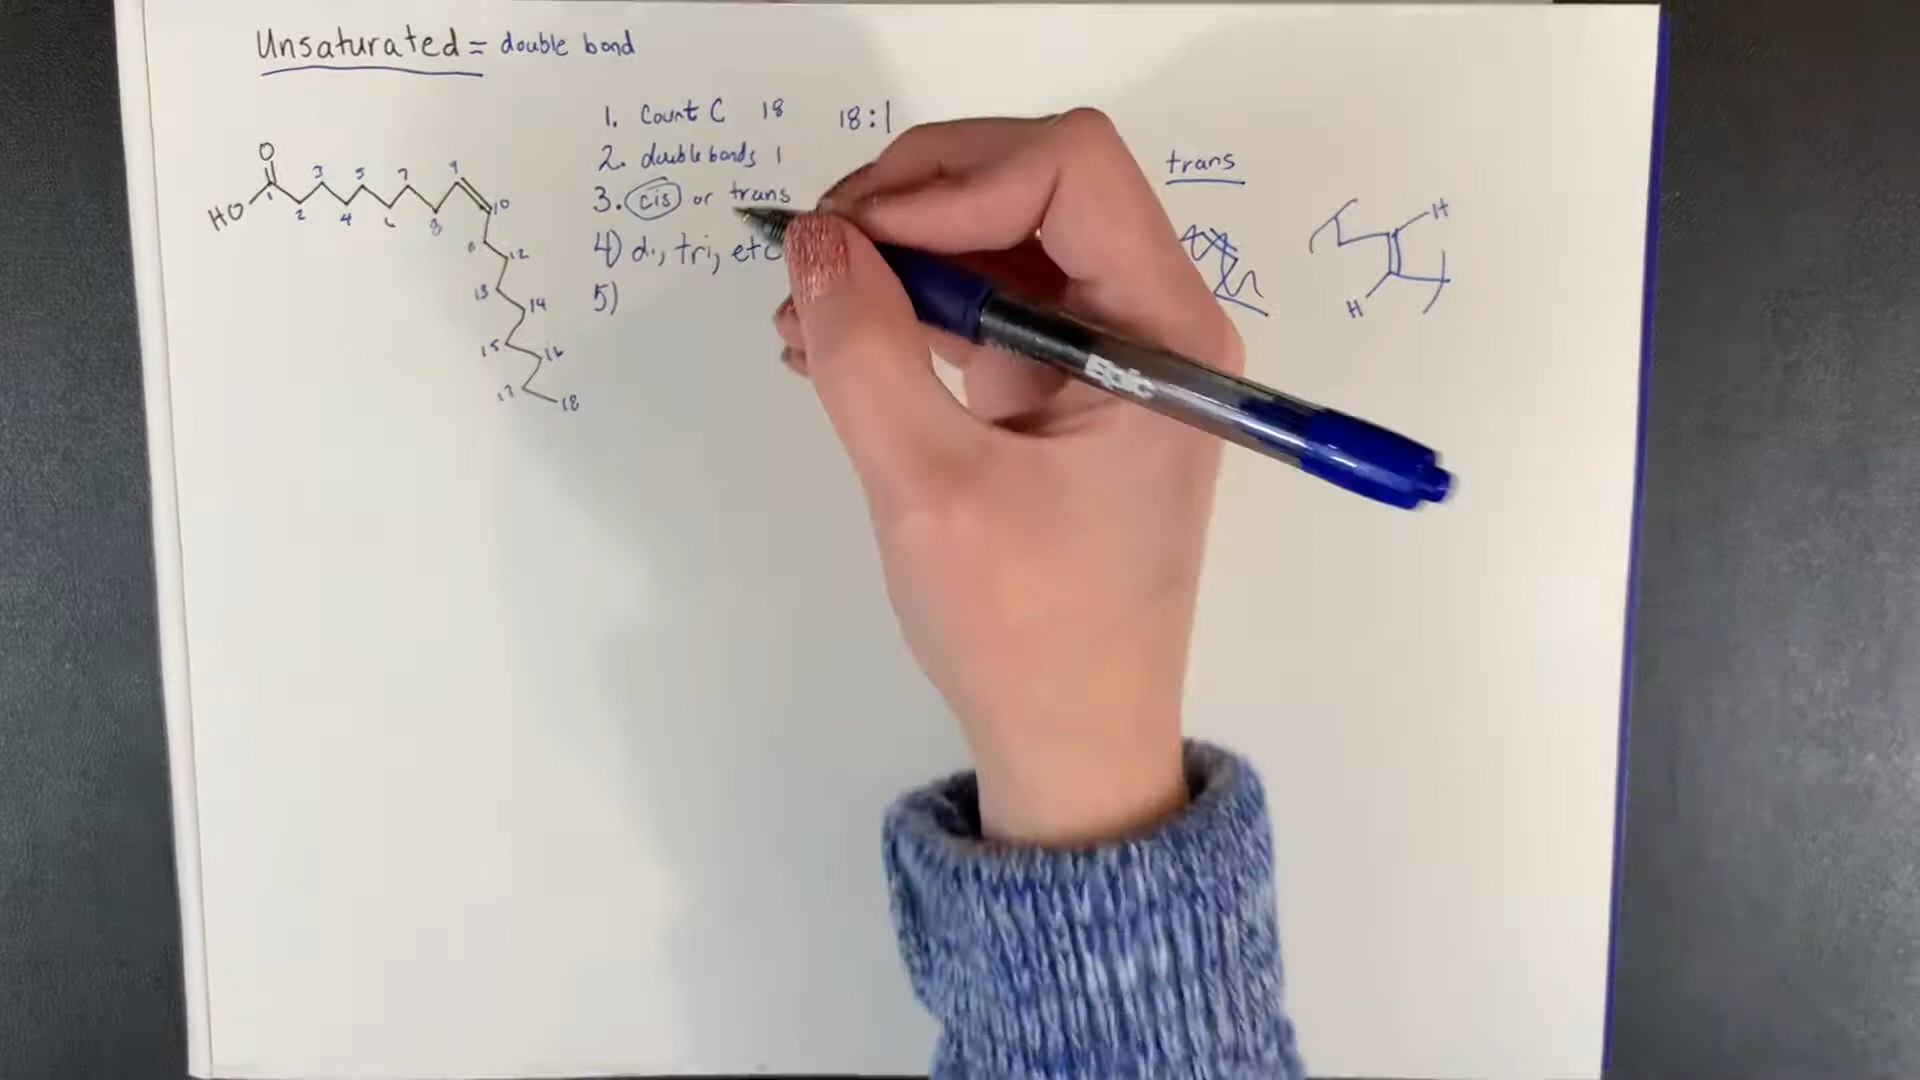 Unsaturated = double bond
1. Count C 18 18:1
2. double bonds 1
3. cis or trans
4) di, tri, etc
5)
O
HO
1 2 3 4 5 6 7 8 9 10
12
13 14
15 16
17 18
trans
H
H
Epic